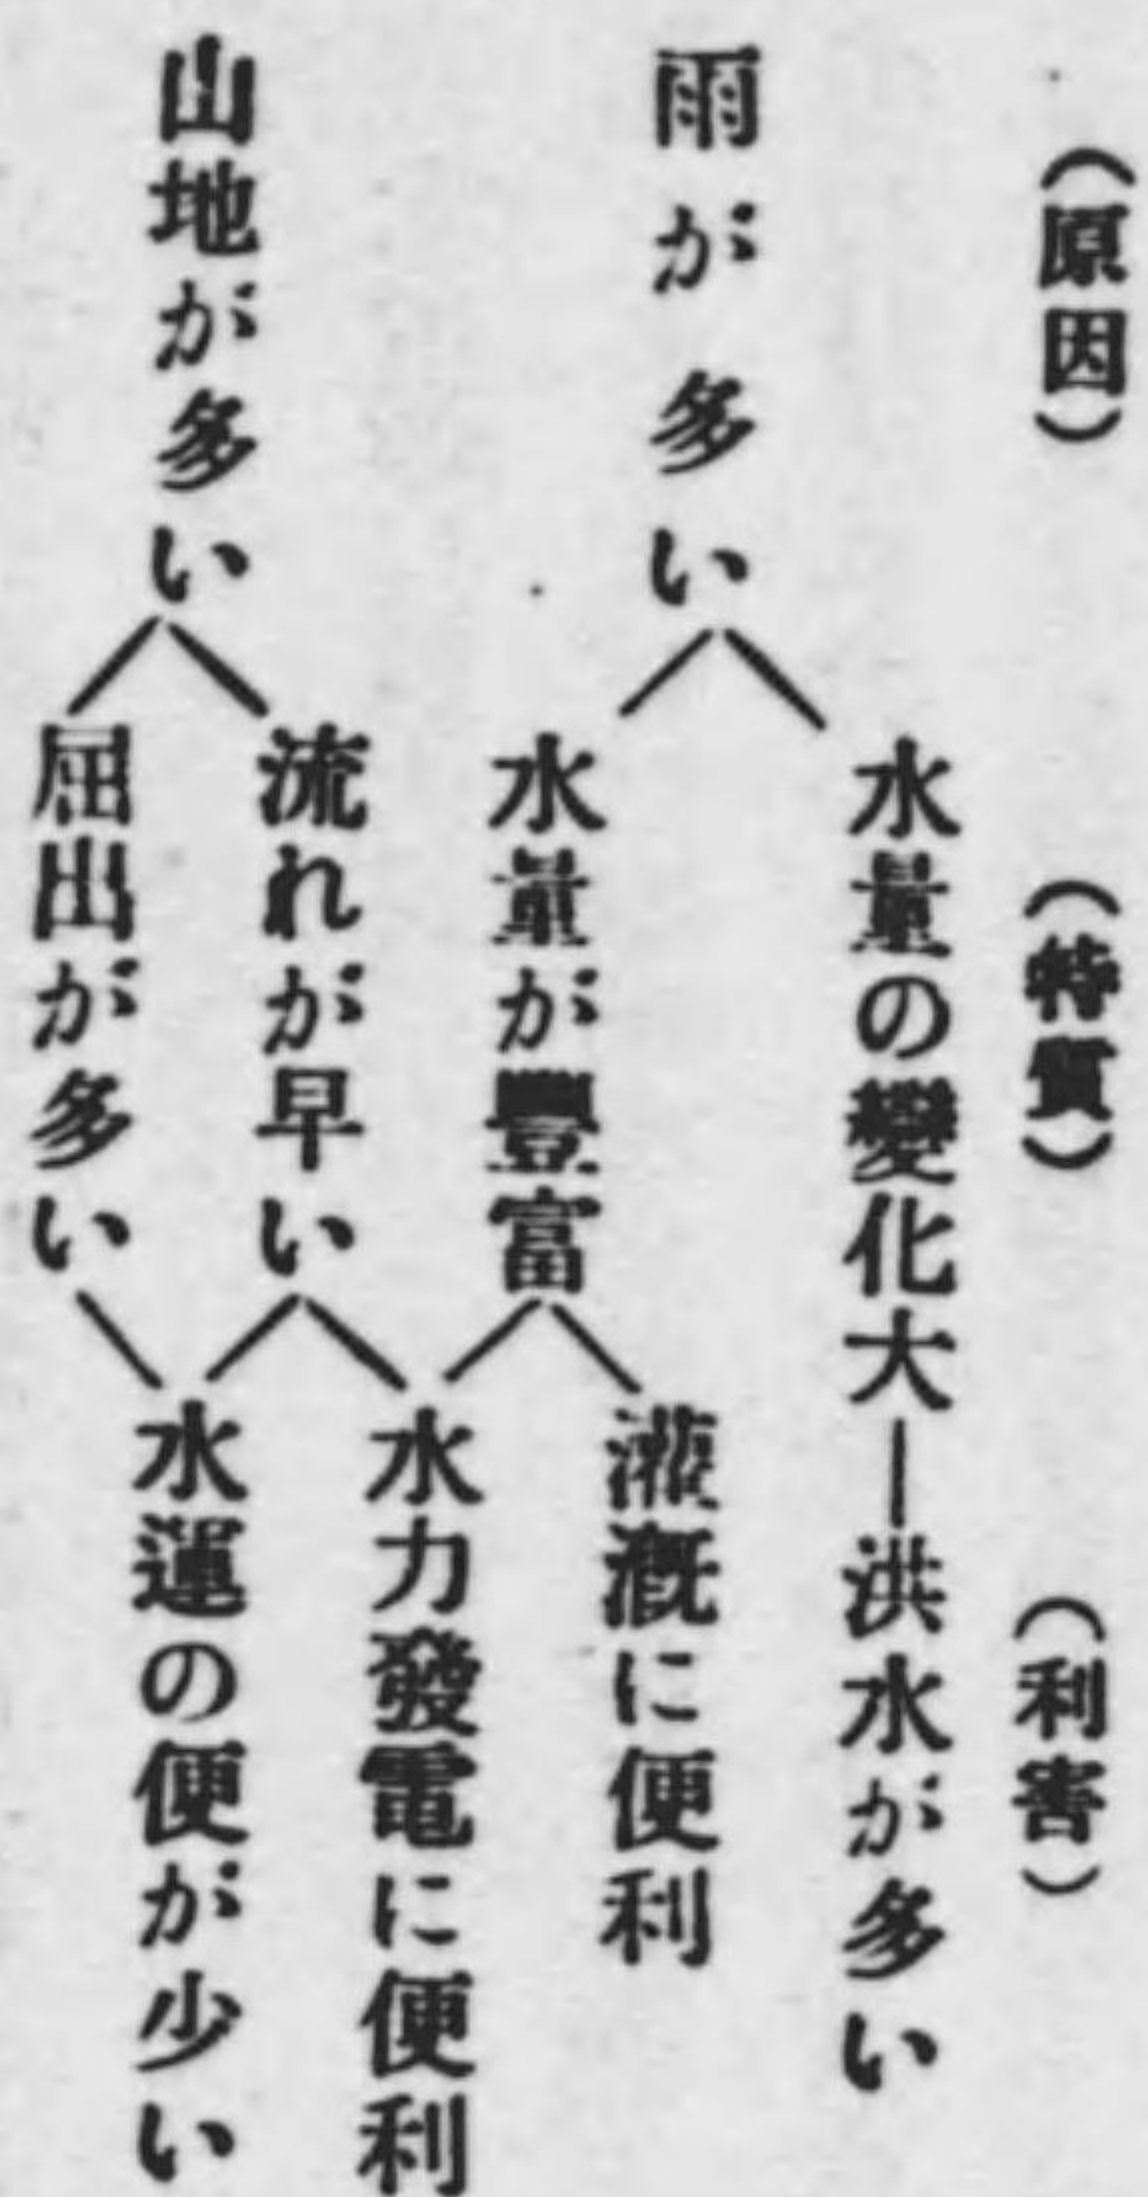 （原因）
（特質）
（利害）
雨が多い
水量の變化大
洪水が多い
水量が豐富
灌漑に便利
水力發電に便利
山地が多い
流れが早い
屈出が多い
水運の便が少い